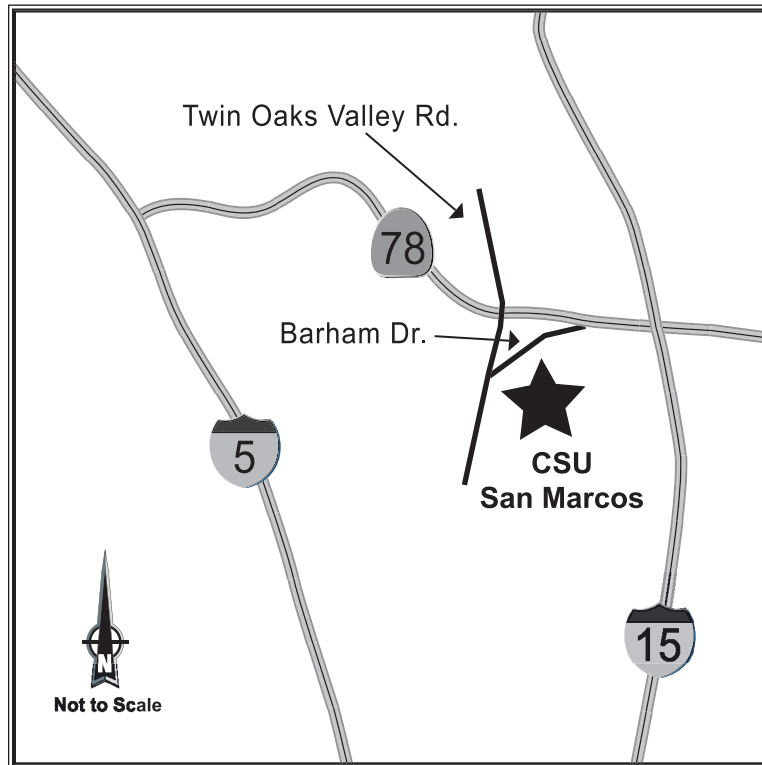 Twin Oaks Valley Rd.
78
Barham Dr.
5
CSU
San Marcos
15
N
Not to Scale